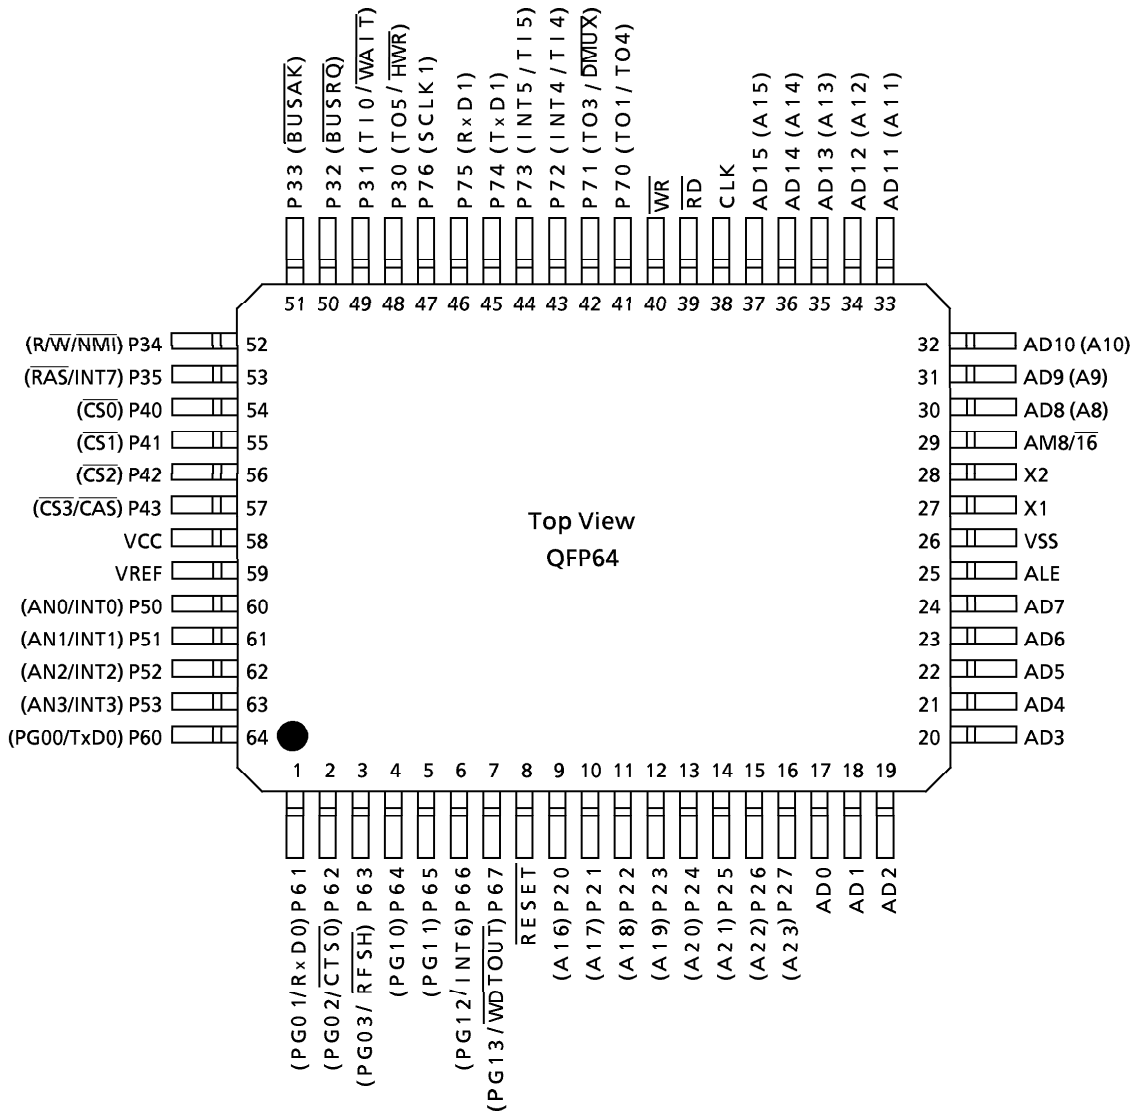 P33 (BUSAK)
P32 (BUSRQ)
P31 (TI0/WAIT)
P30 (TO5/HWR)
P76 (SCLK1)
P75 (RxD1)
P74 (TxD1)
P73 (INT5/TI5)
P72 (INT4/TI4)
P71 (TO3/DMUX)
P70 (TO1/TO4)
WR
RD
CLK
AD15 (A15)
AD14 (A14)
AD13 (A13)
AD12 (A12)
AD11 (A11)
51 50 49 48 47 46 45 44 43 42 41 40 39 38 37 36 35 34 33
(R/W/NMI) P34 52
32 AD10 (A10)
(RAS/INT7) P35 53
31 AD9 (A9)
(CS0) P40 54
30 AD8 (A8)
(CS1) P41 55
29 AM8/16
(CS2) P42 56
28 X2
(CS3/CAS) P43 57
27 X1
Top View
VCC 58
26 VSS
QFP64
VREF 59
25 ALE
(AN0/INT0) P50 60
24 AD7
(AN1/INT1) P51 61
23 AD6
(AN2/INT2) P52 62
22 AD5
(AN3/INT3) P53 63
21 AD4
(PG00/TxD0) P60 64
20 AD3
1 2 3 4 5 6 7 8 9 10 11 12 13 14 15 16 17 18 19
(PG01/RxD0) P61
(PG02/CTS0) P62
(PG03/RFSH) P63
(PG10) P64
(PG11) P65
(PG12/INT6) P66
(PG13/WDTOUT) P67
RESET
(A16) P20
(A17) P21
(A18) P22
(A19) P23
(A20) P24
(A21) P25
(A22) P26
(A23) P27
AD0
AD1
AD2